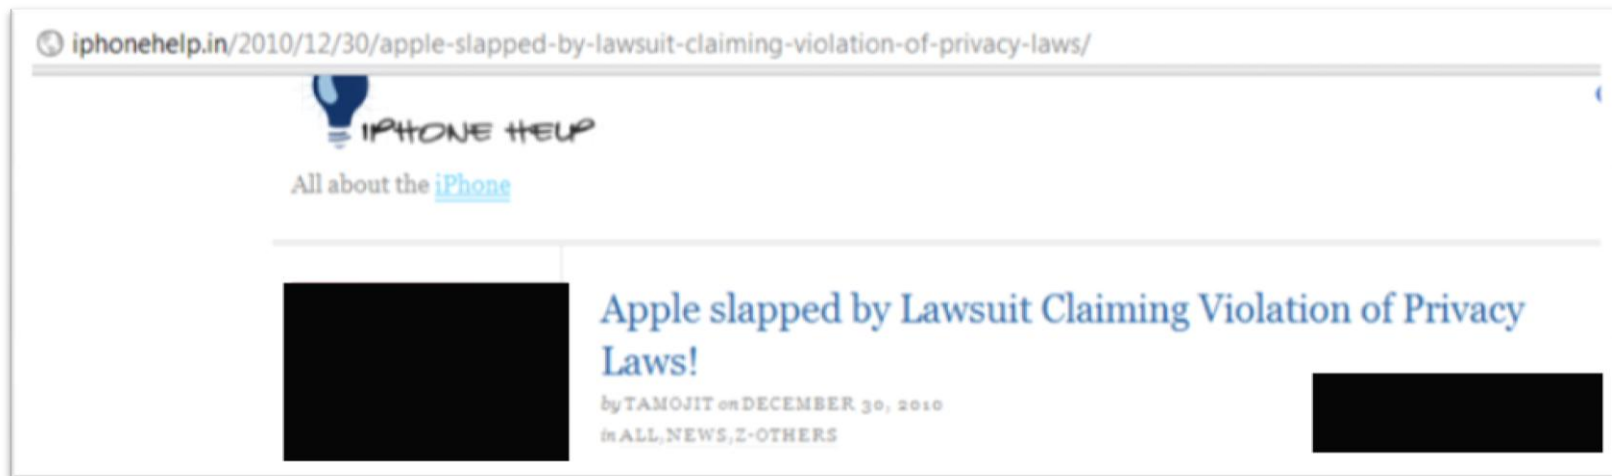 iphonehelp.in/2010/12/30/apple-slapped-by-lawsuit-claiming-violation-of-privacy-laws/
IPHONE HELP
All about the iPhone
Apple slapped by Lawsuit Claiming Violation of Privacy
Laws!
by TAMOJIT on DECEMBER 30, 2010
in ALL,NEWS,Z-OTHERS